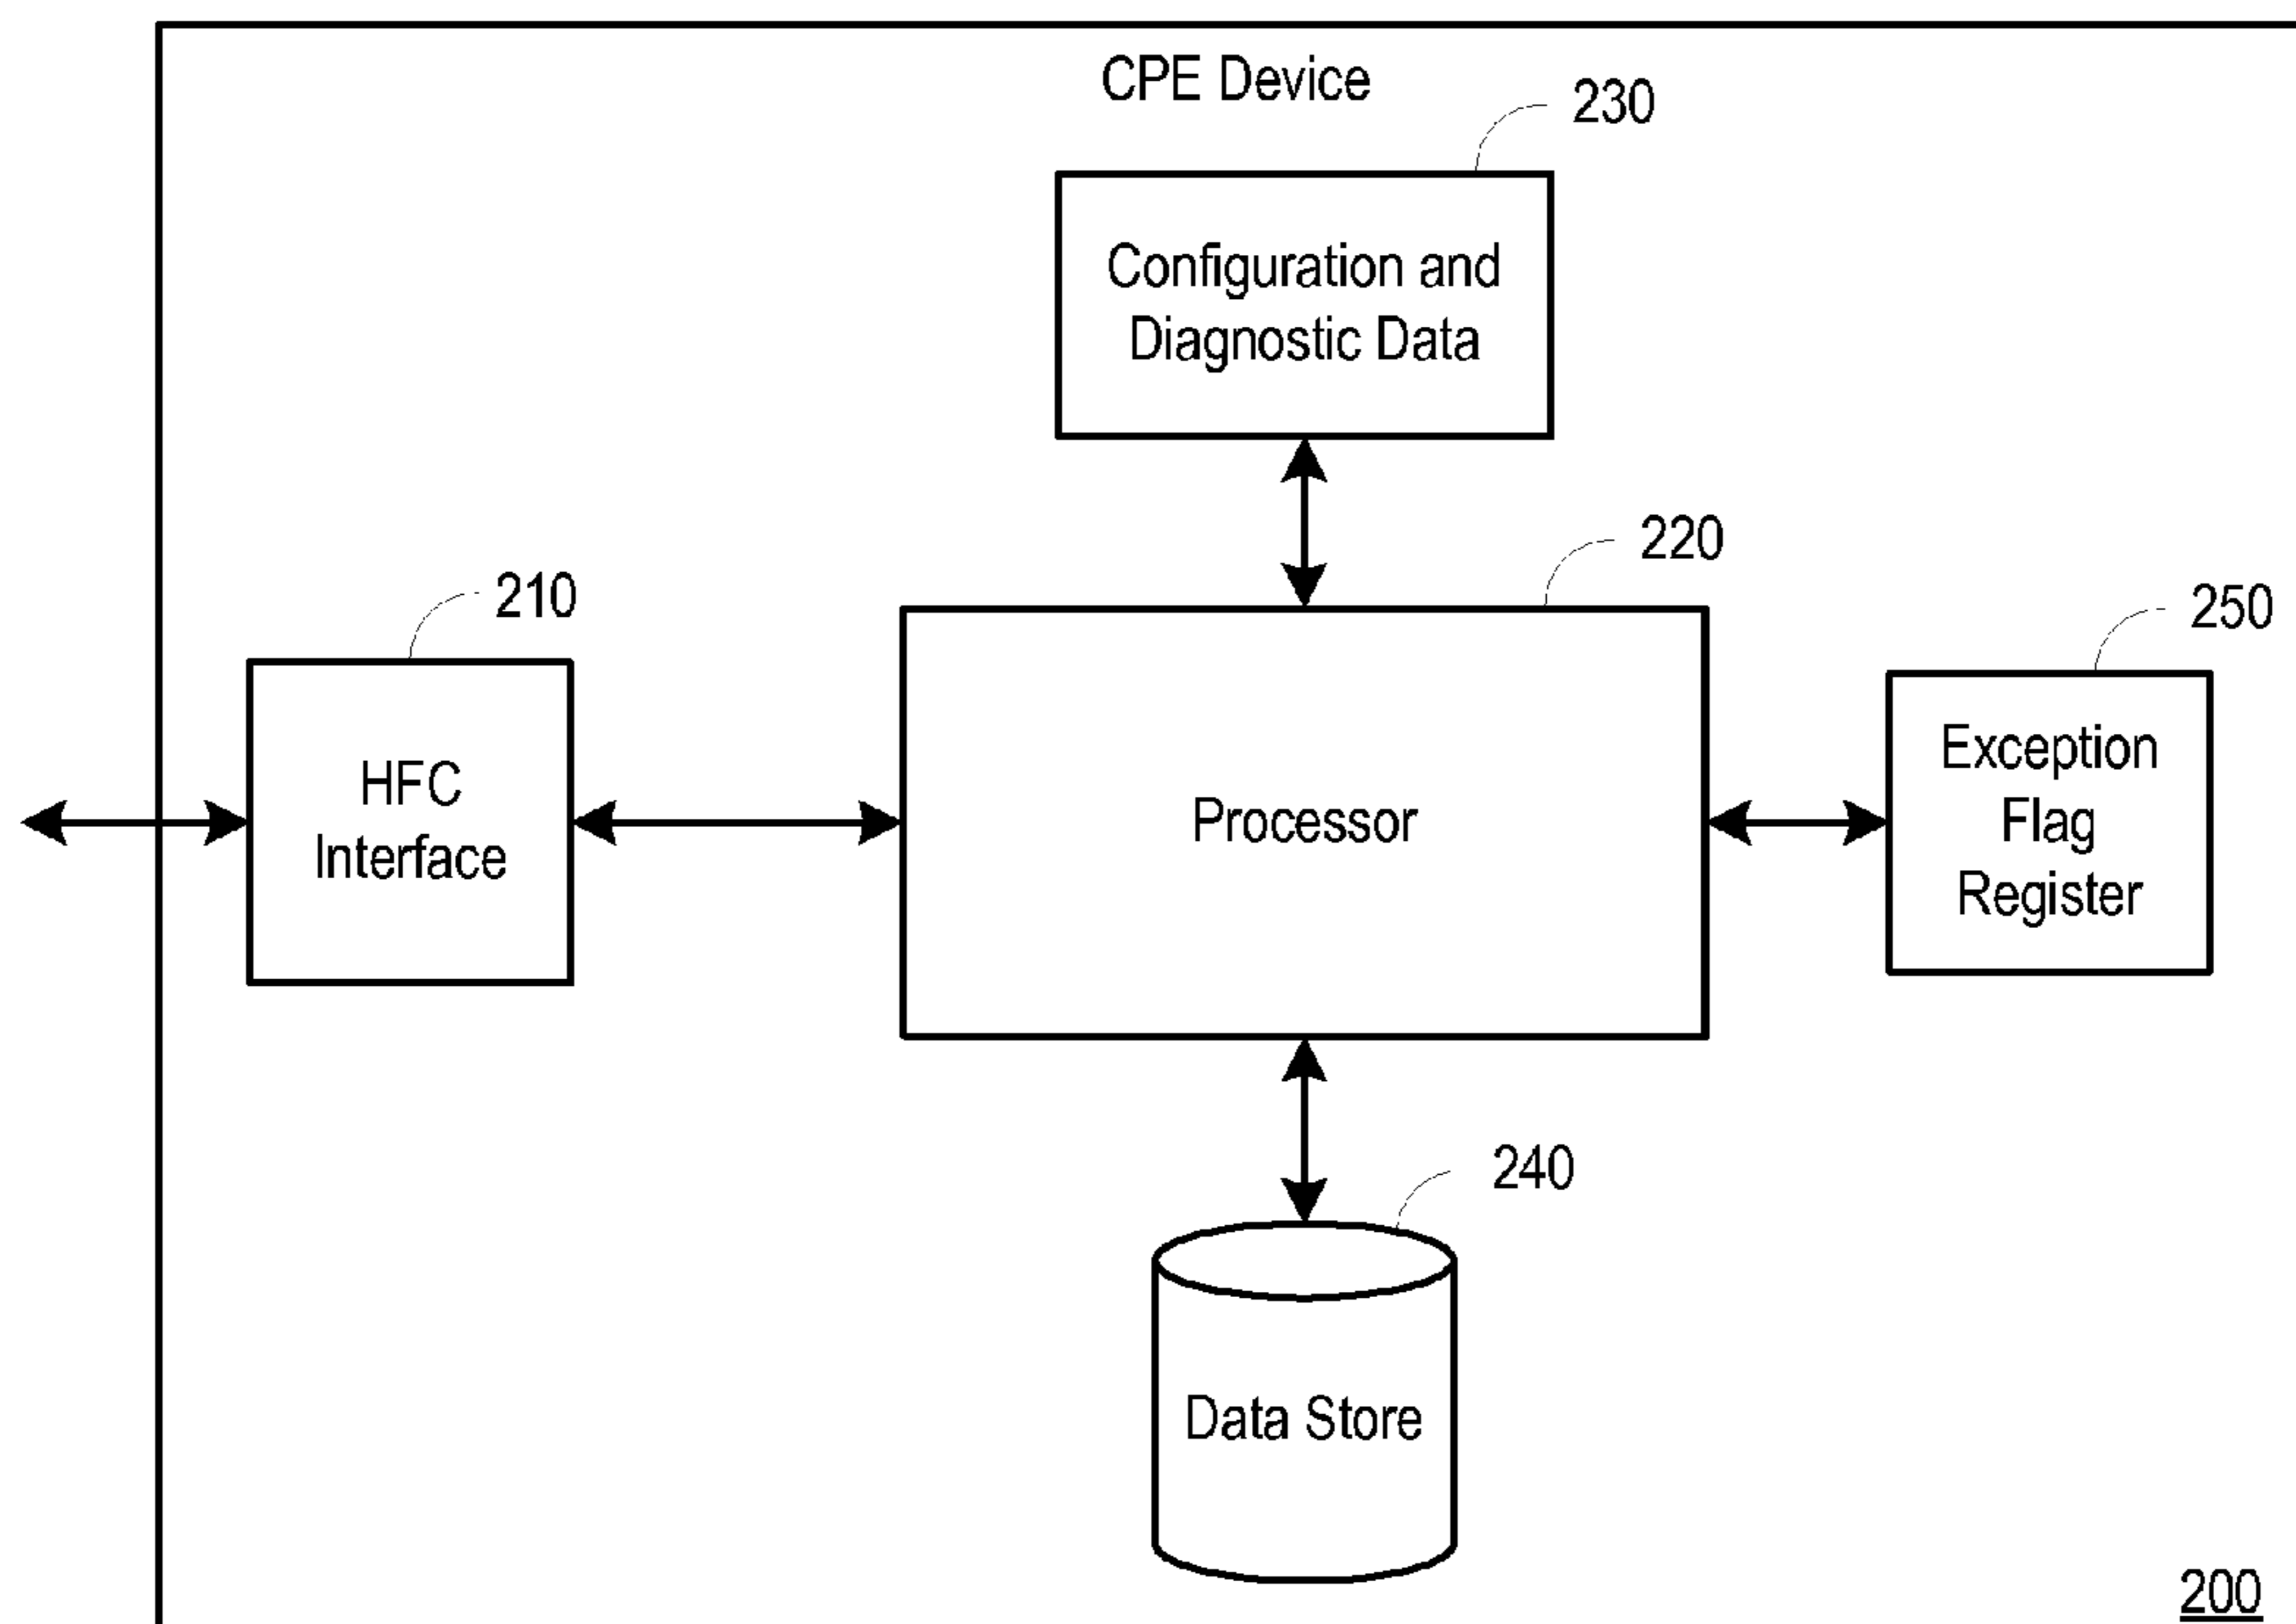 CPE Device
230
Configuration and
Diagnostic Data
220
210
250
HFC
Interface
Processor
Exception
Flag
Register
240
Data Store
200